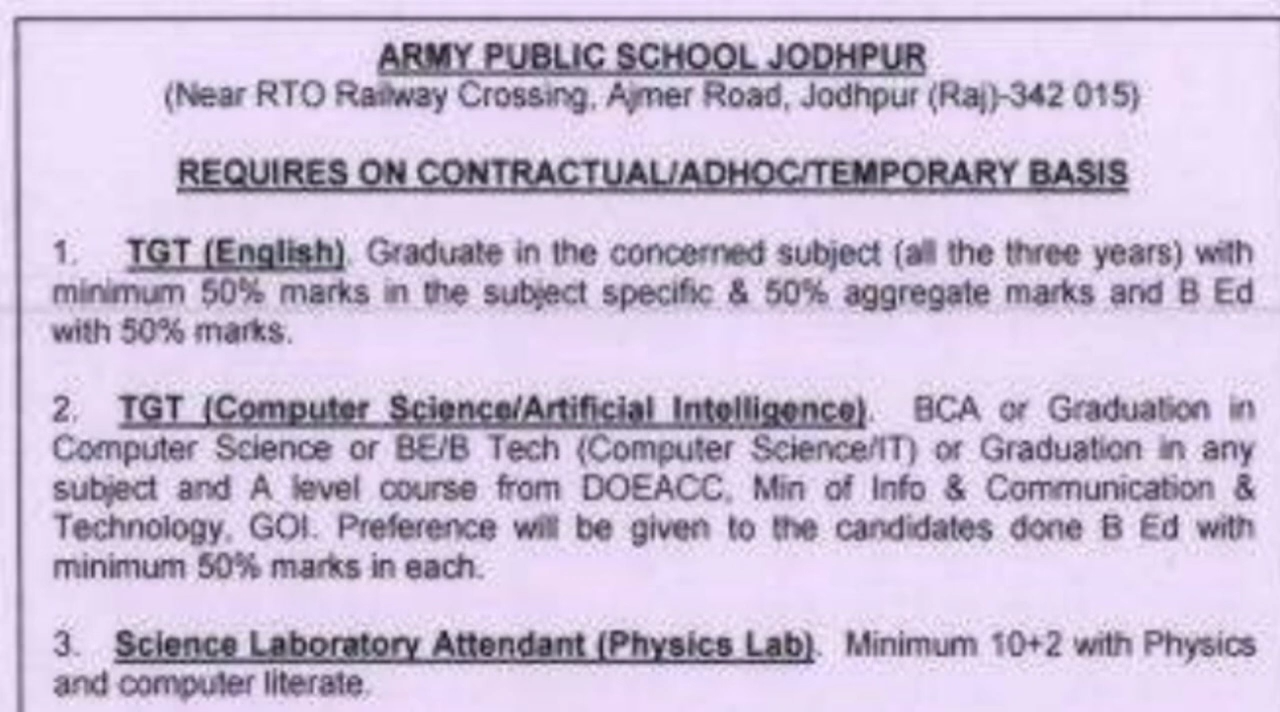 ARMY PUBLIC SCHOOL JODHPUR
(Near RTO Railway Crossing, Ajmer Road, Jodhpur (Raj)-342 015)
REQUIRES ON CONTRACTUAL/ADHOC/TEMPORARY BASIS
1. TGT (English). Graduate in the concerned subject (all the three years) with
minimum 50% marks in the subject specific & 50% aggregate marks and B Ed
with 50% marks.
2. TGT (Computer Science/Artificial Intelligence). BCA or Graduation in
Computer Science or BE/B Tech (Computer Science/IT) or Graduation in any
subject and A level course from DOEACC, Min of Info & Communication &
Technology, GOI. Preference will be given to the candidates done B Ed with
minimum 50% marks in each.
3. Science Laboratory Attendant (Physics Lab). Minimum 10+2 with Physics
and computer literate.